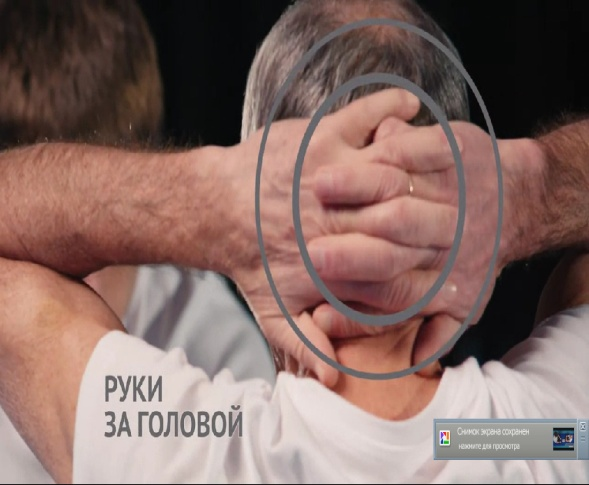 РУКИ
ЗА ГОЛОВОЙ
Снимок экрана сохранен
нажмите для просмотра